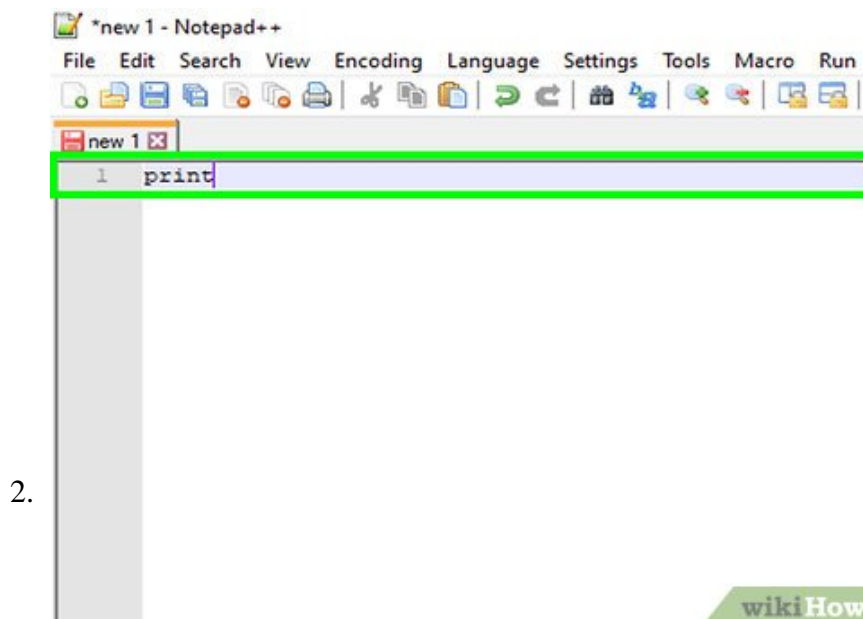 *new 1 - Notepad++
File Edit Search View Encoding Language Settings Tools Macro Run
new 1
1 print
2.
wikiHow